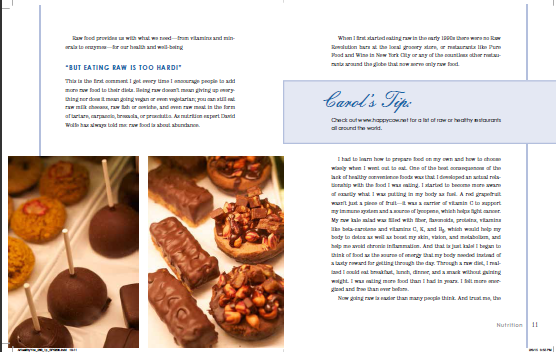 Raw food provides us with what we need—from vitamins and min-
erals to enzymes—for our health and well-being
"BUT EATING RAW IS TOO HARD!"
This is the first comment I get every time I encourage people to add
more raw food to their diets. Being raw doesn't mean giving up every-
thing nor does it mean going vegan or even vegetarian; you can still eat
raw milk cheeses, raw fish or ceviche, and even raw meat in the form
of tartare, carpaccio, bresaola, or prosciutto. As nutrition expert David
Wolfe has always told me: raw food is about abundance.
When I first started eating raw in the early 1990s there were no Raw
Revolution bars at the local grocery store, or restaurants like Pure
Food and Wine in New York City or any of the countless other restau-
rants around the globe that now serve only raw food.
Carol's Tip:
Check out www.happycow.net for a list of raw or healthy restaurants
all around the world.
I had to learn how to prepare food on my own and how to choose
wisely when I went out to eat. One of the best consequences of the
lack of healthy convenience foods was that I developed an actual rela-
tionship with the food I was eating. I started to become more aware
of exactly what I was putting in my body as fuel. A red grapefruit
wasn't just a piece of fruit—it was a carrier of vitamin C to support
my immune system and a source of lycopene, which helps fight cancer.
My raw kale salad was filled with fiber, flavonoids, proteins, vitamins
like beta-carotene and vitamins C, K, and B6, which would help my
body to detox as well as boost my skin, vision, and metabolism, and
help me avoid chronic inflammation. And that is just kale! I began to
think of food as the source of energy that my body needed instead of
a tasty reward for getting through the day. Through a raw diet, I real-
ized I could eat breakfast, lunch, dinner, and a snack without gaining
weight. I was eating more food than I had in years. I felt more ener-
gized and free than ever before.
Now going raw is easier than many people think. And trust me, the
Nutrition 11